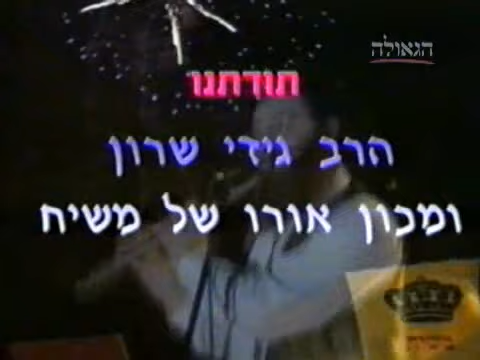 הגאולה
תודתנו
הרב גידי שרון
ומכון אורו של משיח